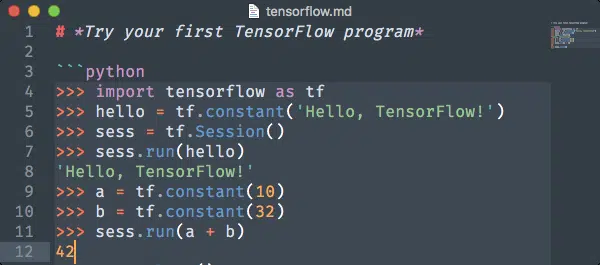 tensorflow.md
1 # *Try your first TensorFlow program*
2
3 ```python
4 >>> import tensorflow as tf
5 >>> hello = tf.constant('Hello, TensorFlow!')
6 >>> sess = tf.Session()
7 >>> sess.run(hello)
8 'Hello, TensorFlow!'
9 >>> a = tf.constant(10)
10 >>> b = tf.constant(32)
11 >>> sess.run(a + b)
12 42